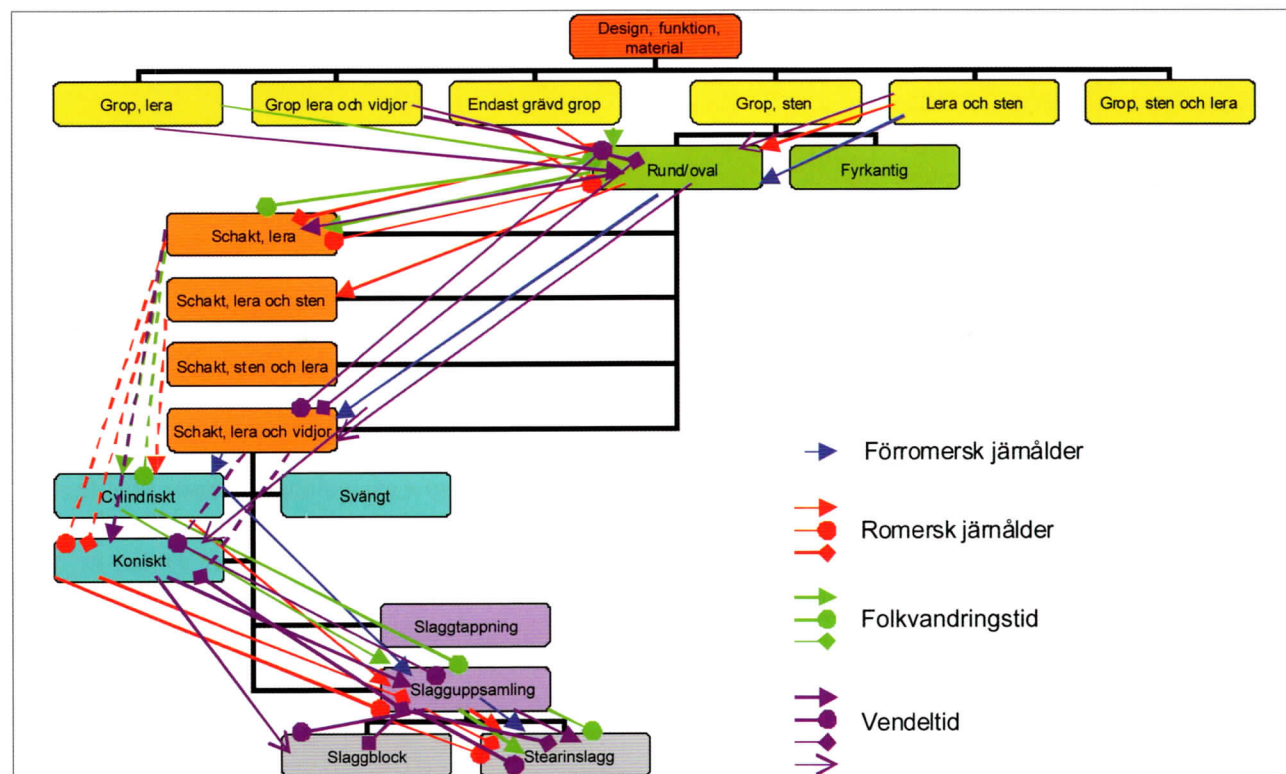 Design, funktion,
material
Grop, lera
Grop lera och vidjor
Endast grävd grop
Grop, sten
Lera och sten
Grop, sten och lera
Rund/oval
Fyrkantig
Schakt, lera
Schakt, lera och sten
Schakt, sten och lera
Schakt, lera och vidjor
Cylindriskt
Svängt
Koniskt
Slaggtappning
Slagguppsamling
Slaggblock
Stearinslagg
Förromersk järnålder
Romersk järnålder
Folkvandringstid
Vendeltid